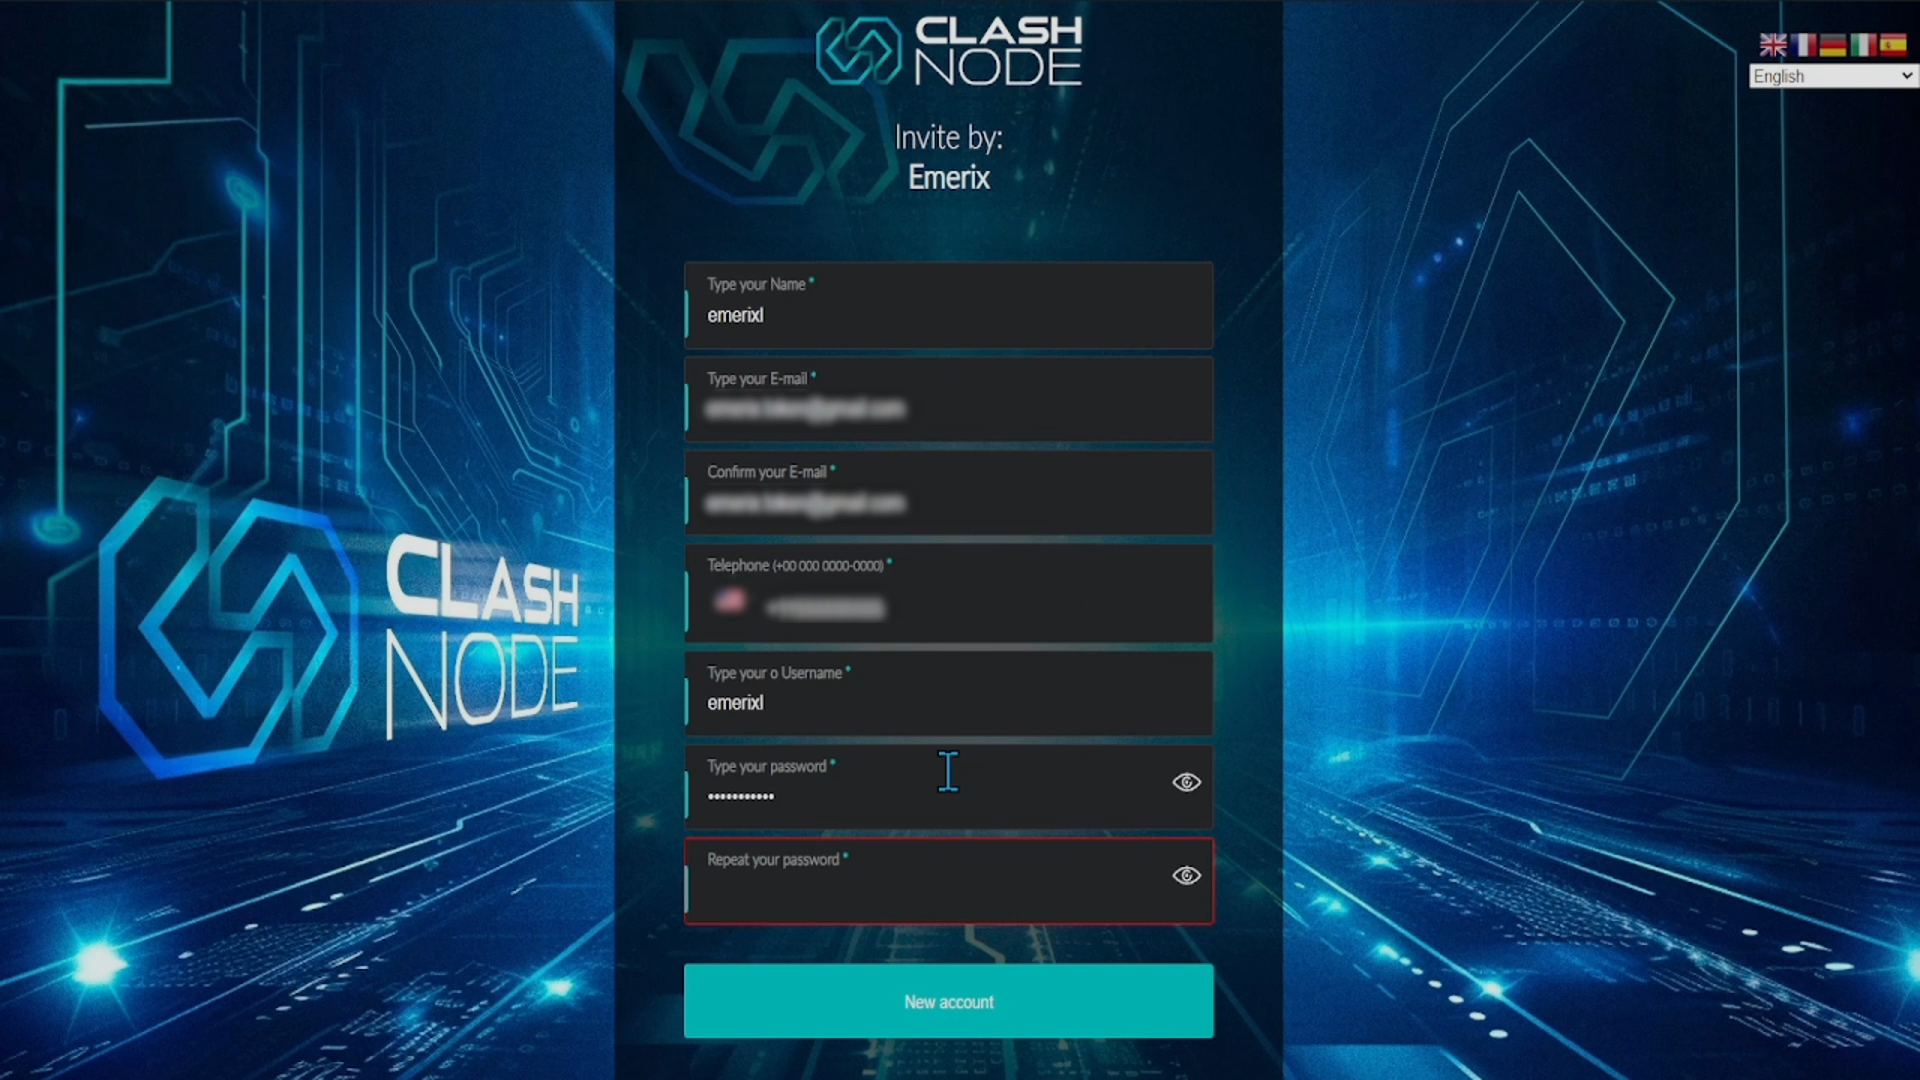 CLASH
NODE
English
Invite by:
Emerix
Type your Name *
emerixl
Type your E-mail *
Confirm your E-mail *
Telephone (+00 000 0000-0000) *
Type your o Username *
emerixl
Type your password *
•••••••••••
Repeat your password *
New account
CLASH
NODE